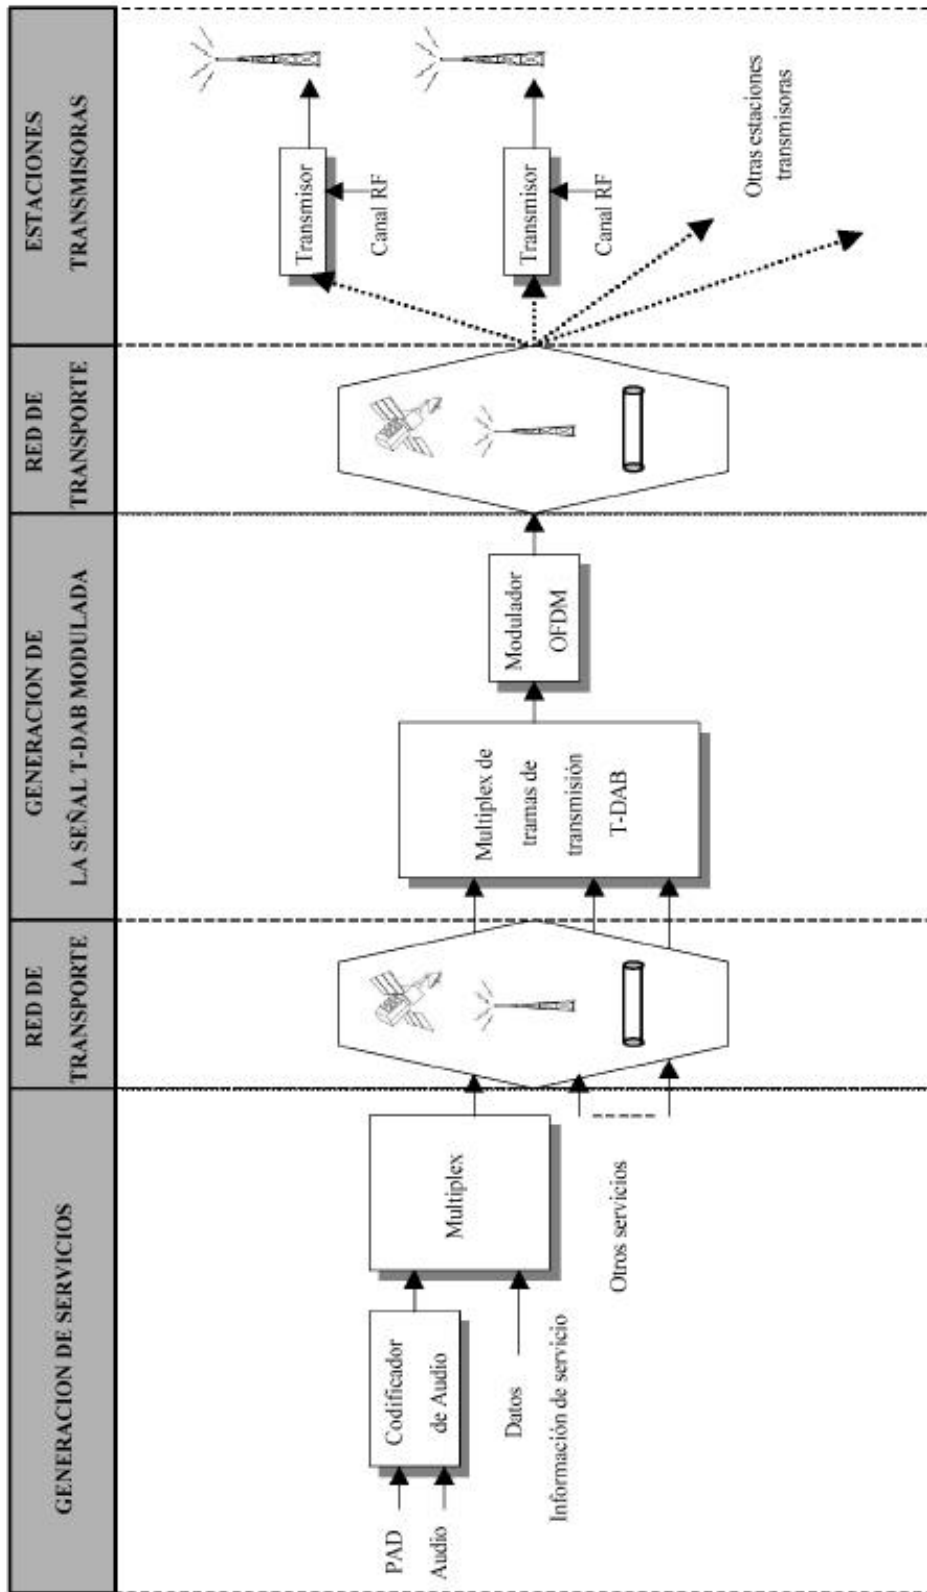 GENERACION DE SERVICIOS
RED DE
TRANSPORTE
GENERACION DE
LA SEÑAL T-DAB MODULADA
RED DE
TRANSPORTE
ESTACIONES
TRANSMISORAS
PAD
Audio
Codificador
de Audio
Datos
Información de servicio
Multiplex
Otros servicios
Multiplex de
tramas de
transmisión
T-DAB
Modulador
OFDM
Transmisor
Canal RF
Transmisor
Canal RF
Otras estaciones
transmisoras